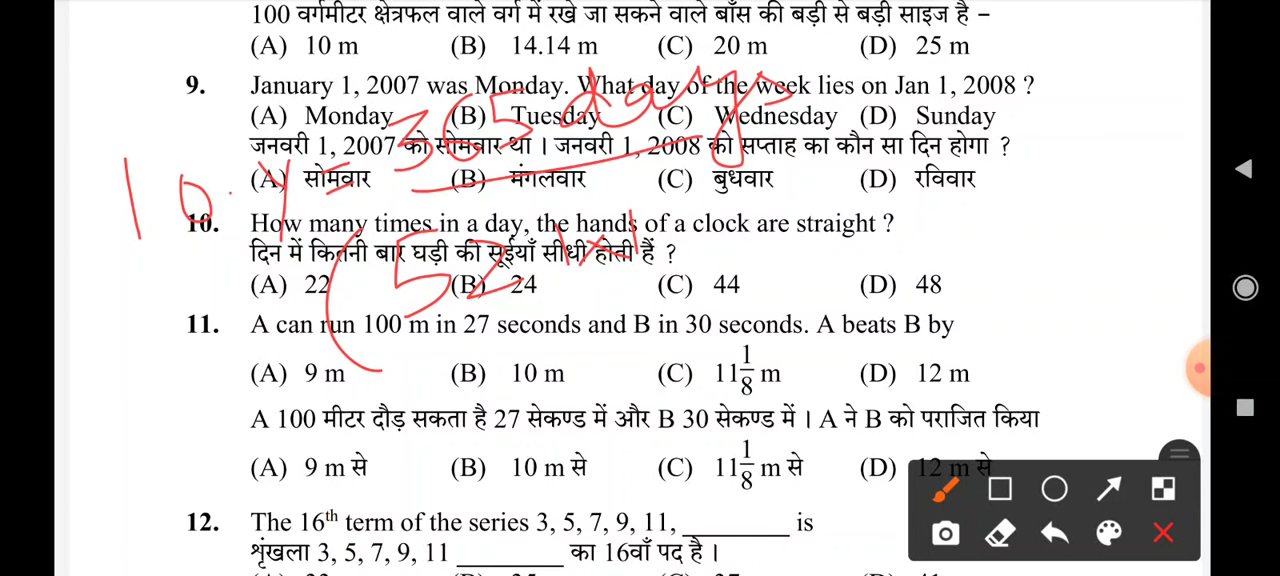 100 वर्गमीटर क्षेत्रफल वाले वर्ग में रखे जा सकने वाले बाँस की बड़ी से बड़ी साइज है –
(A) 10 m (B) 14.14 m (C) 20 m (D) 25 m
9. January 1, 2007 was Monday. What day of the week lies on Jan 1, 2008 ?
(A) Monday (B) Tuesday (C) Wednesday (D) Sunday
जनवरी 1, 2007 को सोमवार था । जनवरी 1, 2008 को सप्ताह का कौन सा दिन होगा ?
(A) सोमवार (B) मंगलवार (C) बुधवार (D) रविवार
365 days
10. How many times in a day, the hands of a clock are straight ?
दिन में कितनी बार घड़ी की सूईयाँ सीधी होती हैं ?
(A) 22 (B) 24 (C) 44 (D) 48
52
11. A can run 100 m in 27 seconds and B in 30 seconds. A beats B by
(A) 9 m (B) 10 m (C) 11 1/8 m (D) 12 m
A 100 मीटर दौड़ सकता है 27 सेकण्ड में और B 30 सेकण्ड में । A ने B को पराजित किया
(A) 9 m से (B) 10 m से (C) 11 1/8 m से (D) 12 m से
12. The 16th term of the series 3, 5, 7, 9, 11, ________ is
शृंखला 3, 5, 7, 9, 11 ________ का 16वाँ पद है ।